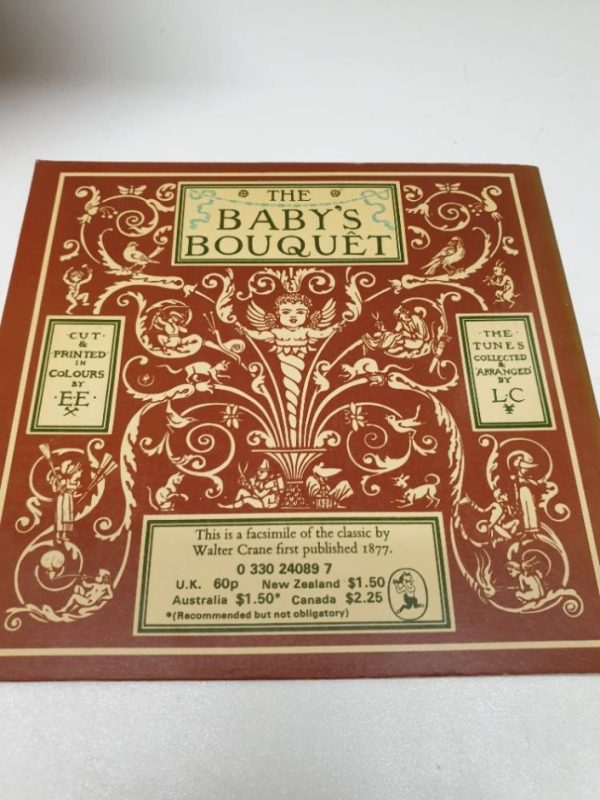 THE
BABY'S
BOUQUÊT
CUT
&
PRINTED
IN
COLOURS
BY
E·E·
THE
TUNES
COLLECTED
&
ARRANGED
BY
L·C
This is a facsimile of the classic by
Walter Crane first published 1877.
0 330 24089 7
U.K. 60p New Zealand $1.50
Australia $1.50* Canada $2.25
*(Recommended but not obligatory)